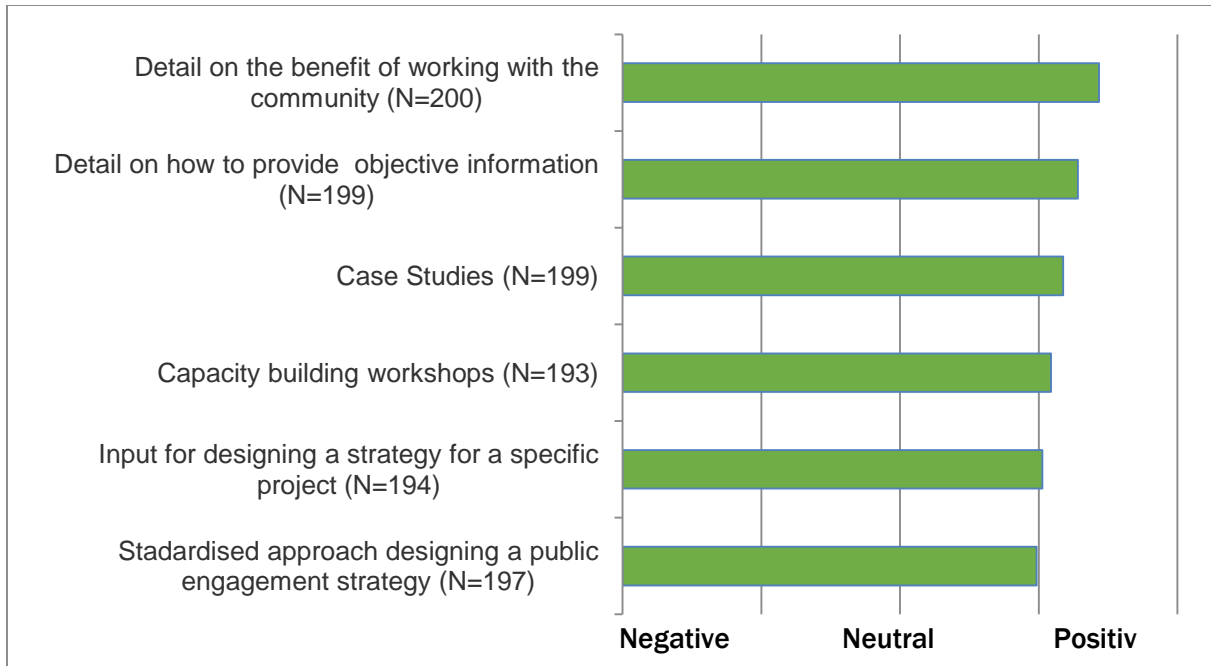 Detail on the benefit of working with the
community (N=200)
Detail on how to provide  objective information
(N=199)
Case Studies (N=199)
Capacity building workshops (N=193)
Input for designing a strategy for a specific
project (N=194)
Stadardised approach designing a public
engagement strategy (N=197)
Negative Neutral Positiv